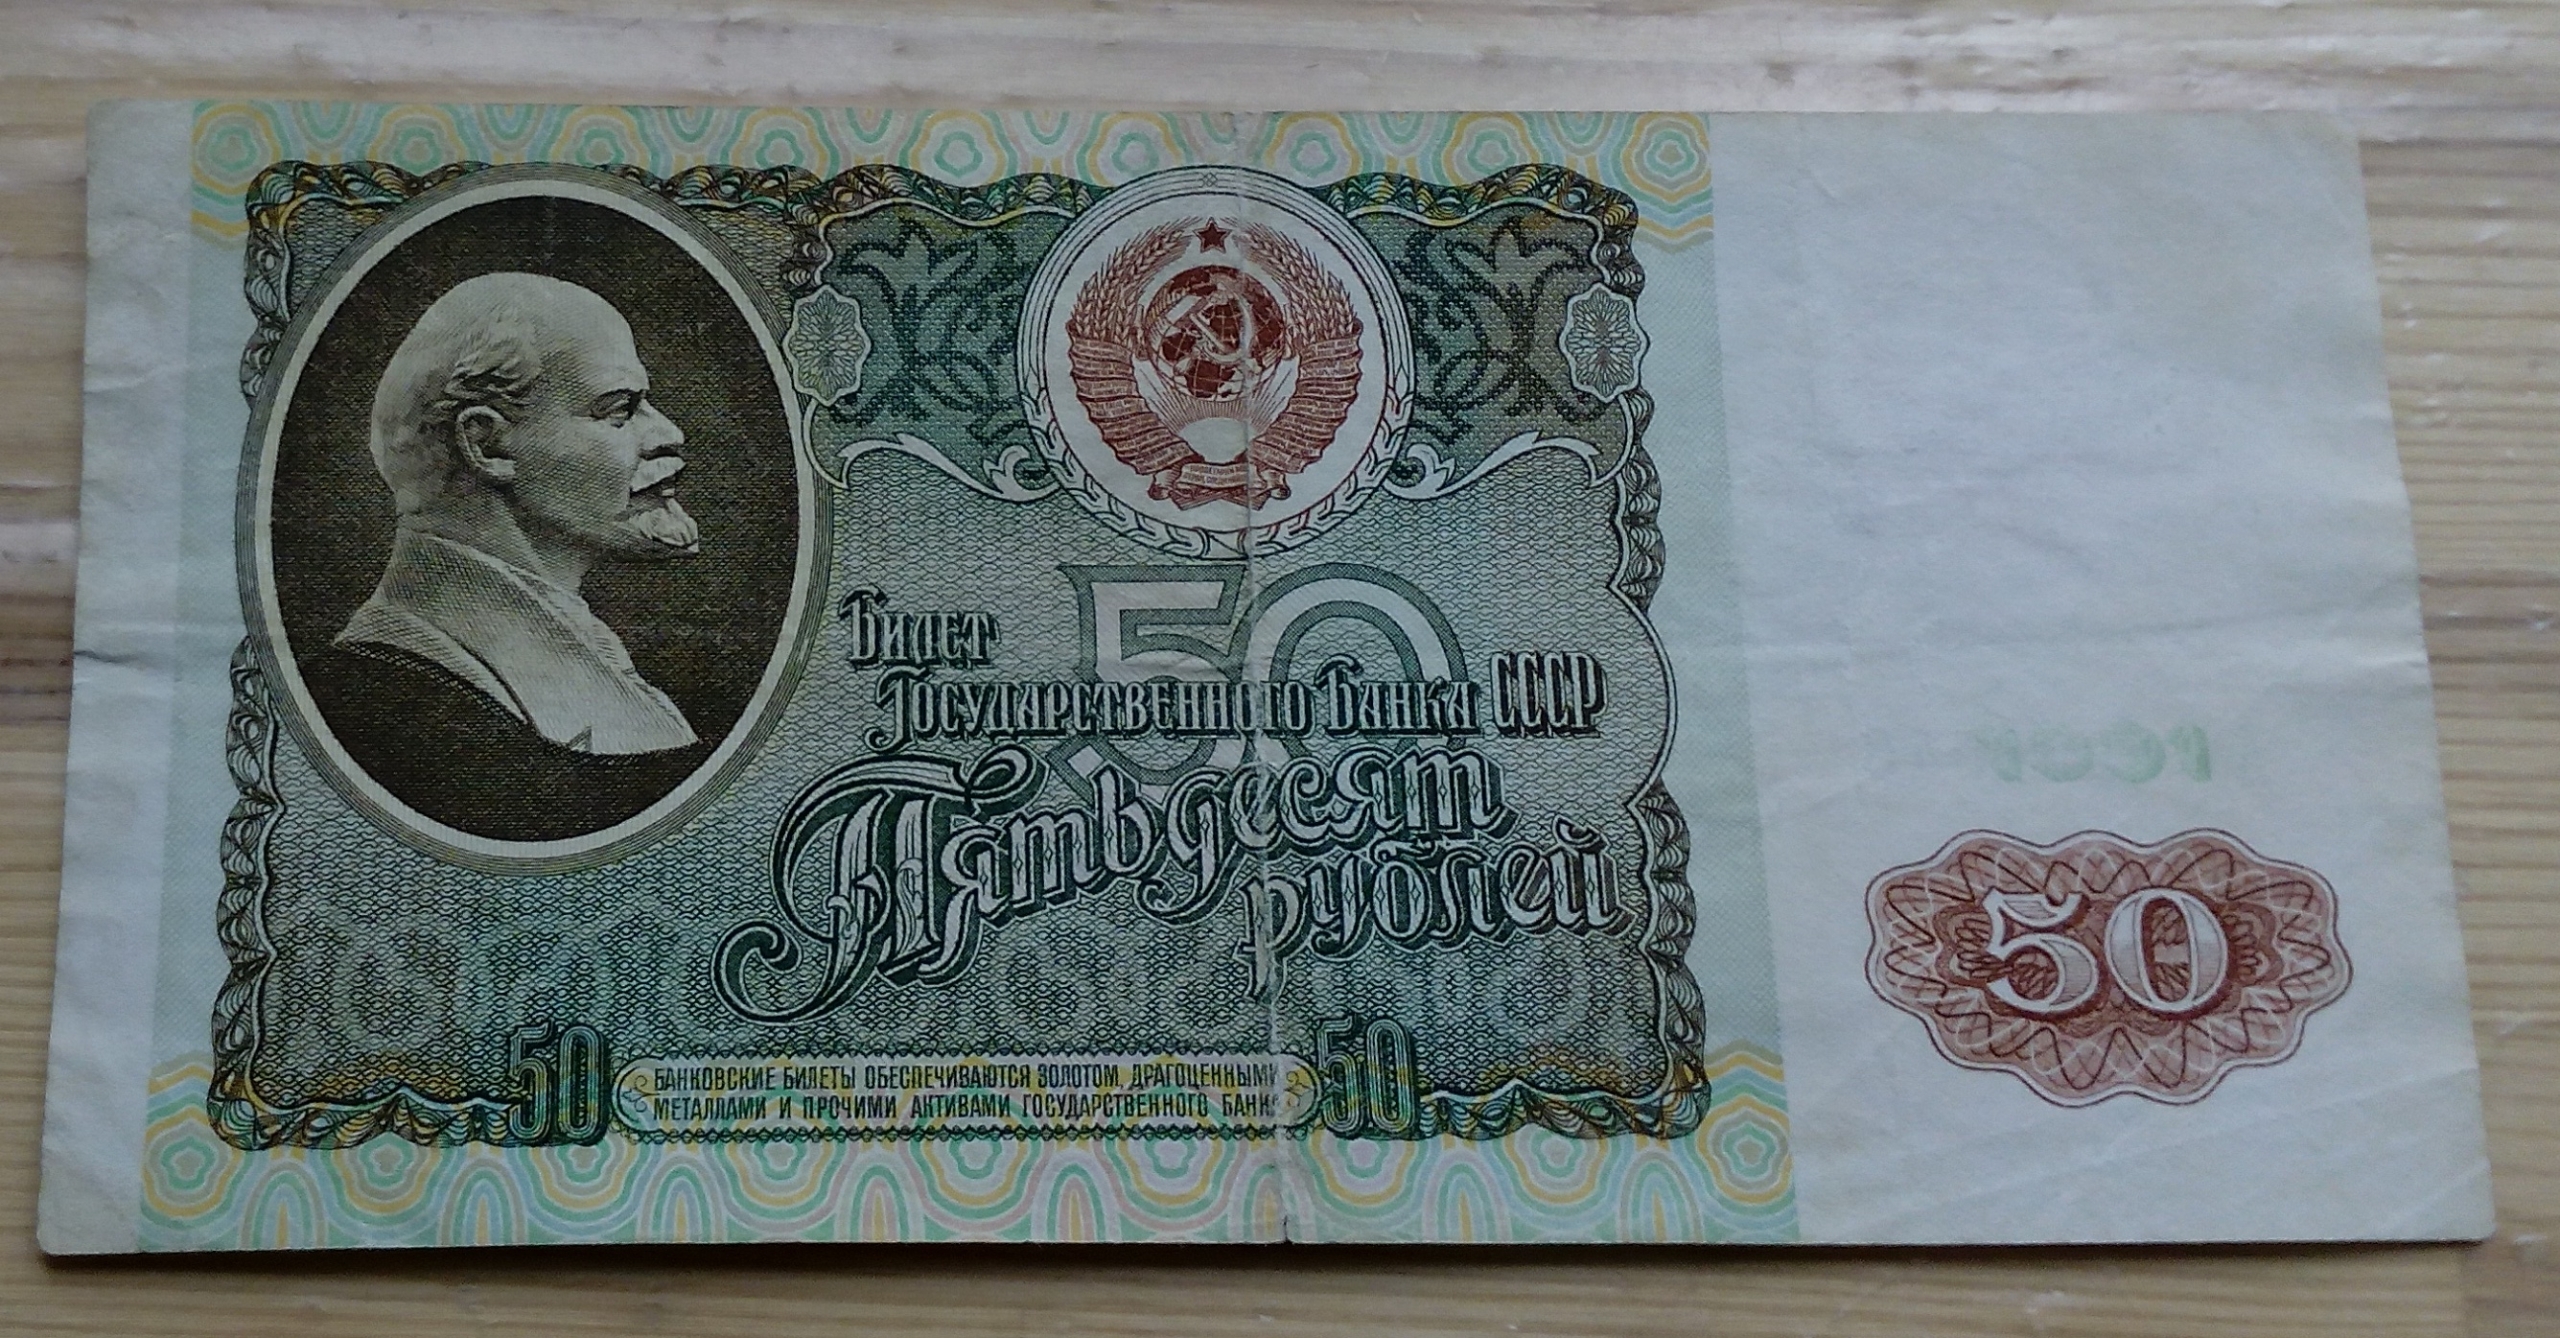 50
Билет
Государственного Банка СССР
Пятьдесят
рублей
50
50 БАНКОВСКИЕ БИЛЕТЫ ОБЕСПЕЧИВАЮТСЯ ЗОЛОТОМ, ДРАГОЦЕННЫМИ 50
МЕТАЛЛАМИ И ПРОЧИМИ АКТИВАМИ ГОСУДАРСТВЕННОГО БАНКА